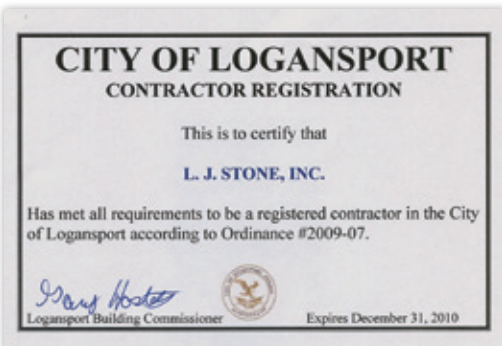 CITY OF LOGANSPORT
CONTRACTOR REGISTRATION
This is to certify that
L. J. STONE, INC.
Has met all requirements to be a registered contractor in the City
of Logansport according to Ordinance #2009-07.
Logansport Building Commissioner
Expires December 31, 2010